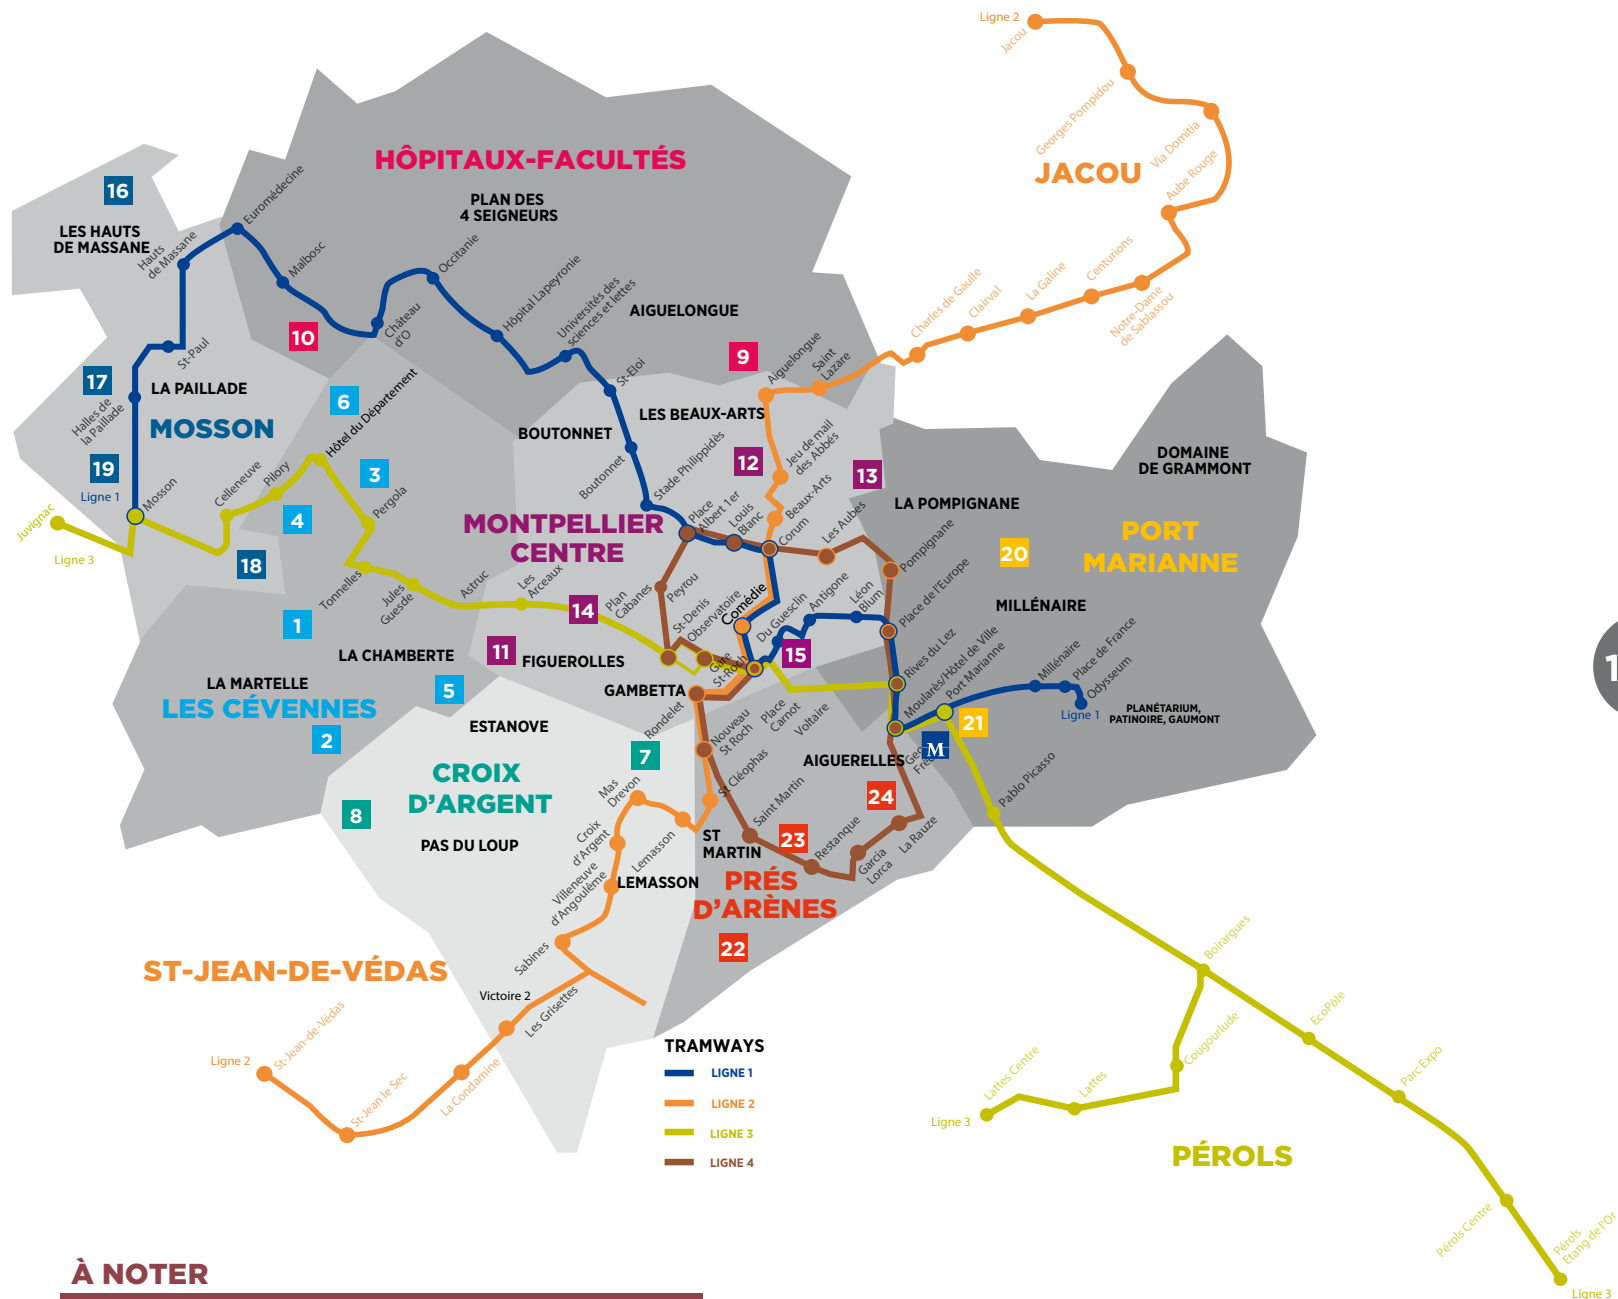 Ligne 2
Jacou
Georges Pompidou
Via Domitia
JACOU
Aube Rouge
Centurions
La Galine
Clairval
Charles de Gaulle
Notre-Dame
de Sablassou
HÔPITAUX-FACULTÉS
PLAN DES
4 SEIGNEURS
16
LES HAUTS
DE MASSANE
Hauts
de Massane
Euromédecine
Malbosc
Occitanie
Château
d'O
Hôpital Lapeyronie
Universités des
sciences et lettes
AIGUELONGUE
10
9
Aiguelongue
Saint
Lazare
St-Paul
17
LA PAILLADE
Halles de
la Paillade
MOSSON
19
Ligne 1
Mosson
Juvignac
Ligne 3
Celleneuve
Pilory
Hôtel du Département
6
3
4
18
Pergola
Tonnelles
Jules
Guesde
Astruc
Les
Arceaux
St-Eloi
LES BEAUX-ARTS
BOUTONNET
Boutonnet
Stade Philippidès
12
13
Jeu de mail
des Abbés
Beaux-Arts
Place
Albert 1er
Louis
Blanc
Corum
Les Aubes
MONTPELLIER
CENTRE
LA POMPIGNANE
Pompignane
DOMAINE
DE GRAMMONT
PORT
MARIANNE
20
MILLÉNAIRE
Place de l'Europe
Plan
Cabanes
Peyrou
St-Denis
Observatoire
Comédie
Du Guesclin
Antigone
Léon
Blum
Gare
St-Roch
14
15
11
FIGUEROLLES
GAMBETTA
1
LA CHAMBERTE
LA MARTELLE
LES CÉVENNES
5
2
ESTANOVE
Rondelet
Nouveau
St Roch
Place
Carnot
Voltaire
Rives du Lez
Moularès/Hôtel de Ville
Port Marianne
Millénaire
Place de France
Odysseum
Ligne 1
PLANÉTARIUM,
PATINOIRE, GAUMONT
21
M
Pablo Picasso
AIGUERELLES
7
CROIX
D'ARGENT
8
PAS DU LOUP
Mas
Drevon
St Cléophas
Croix
d'Argent
Lemasson
Villeneuve
d'Angoulême
LEMASSON
Sabines
ST
MARTIN
Saint Martin
23
24
Restanque
Garcia
Lorca
La Rauze
PRÉS
D'ARÈNES
22
ST-JEAN-DE-VÉDAS
Victoire 2
Les Grisettes
Ligne 2
St-Jean-de-Védas
St-Jean le Sec
La Condamine
TRAMWAYS
LIGNE 1
LIGNE 2
LIGNE 3
LIGNE 4
Boirargues
EcoPôle
Cougourlude
Lattes
Lattes Centre
Ligne 3
Parc Expo
PÉROLS
Pérols Centre
Pérols
Etang de l'Or
Ligne 3
À NOTER